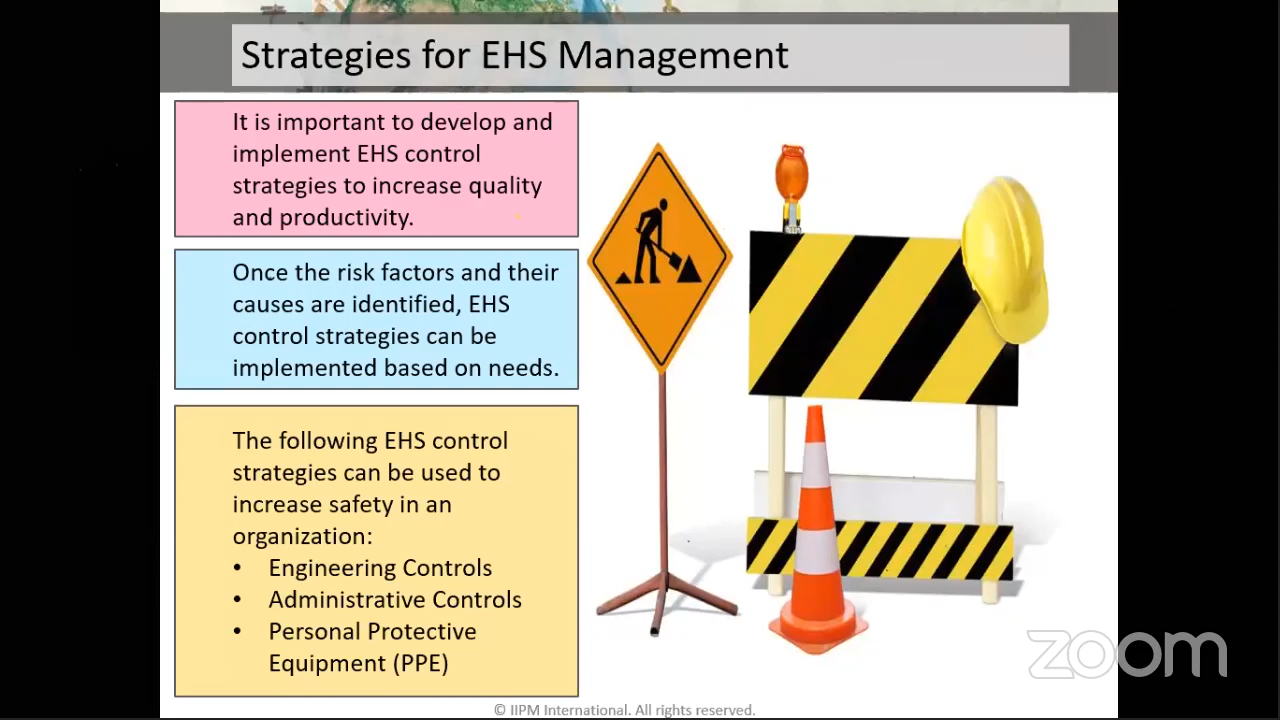 Strategies for EHS Management
It is important to develop and
implement EHS control
strategies to increase quality
and productivity.
Once the risk factors and their
causes are identified, EHS
control strategies can be
implemented based on needs.
The following EHS control
strategies can be used to
increase safety in an
organization:
• Engineering Controls
• Administrative Controls
• Personal Protective
Equipment (PPE)
zoom
© IIPM International. All rights reserved.